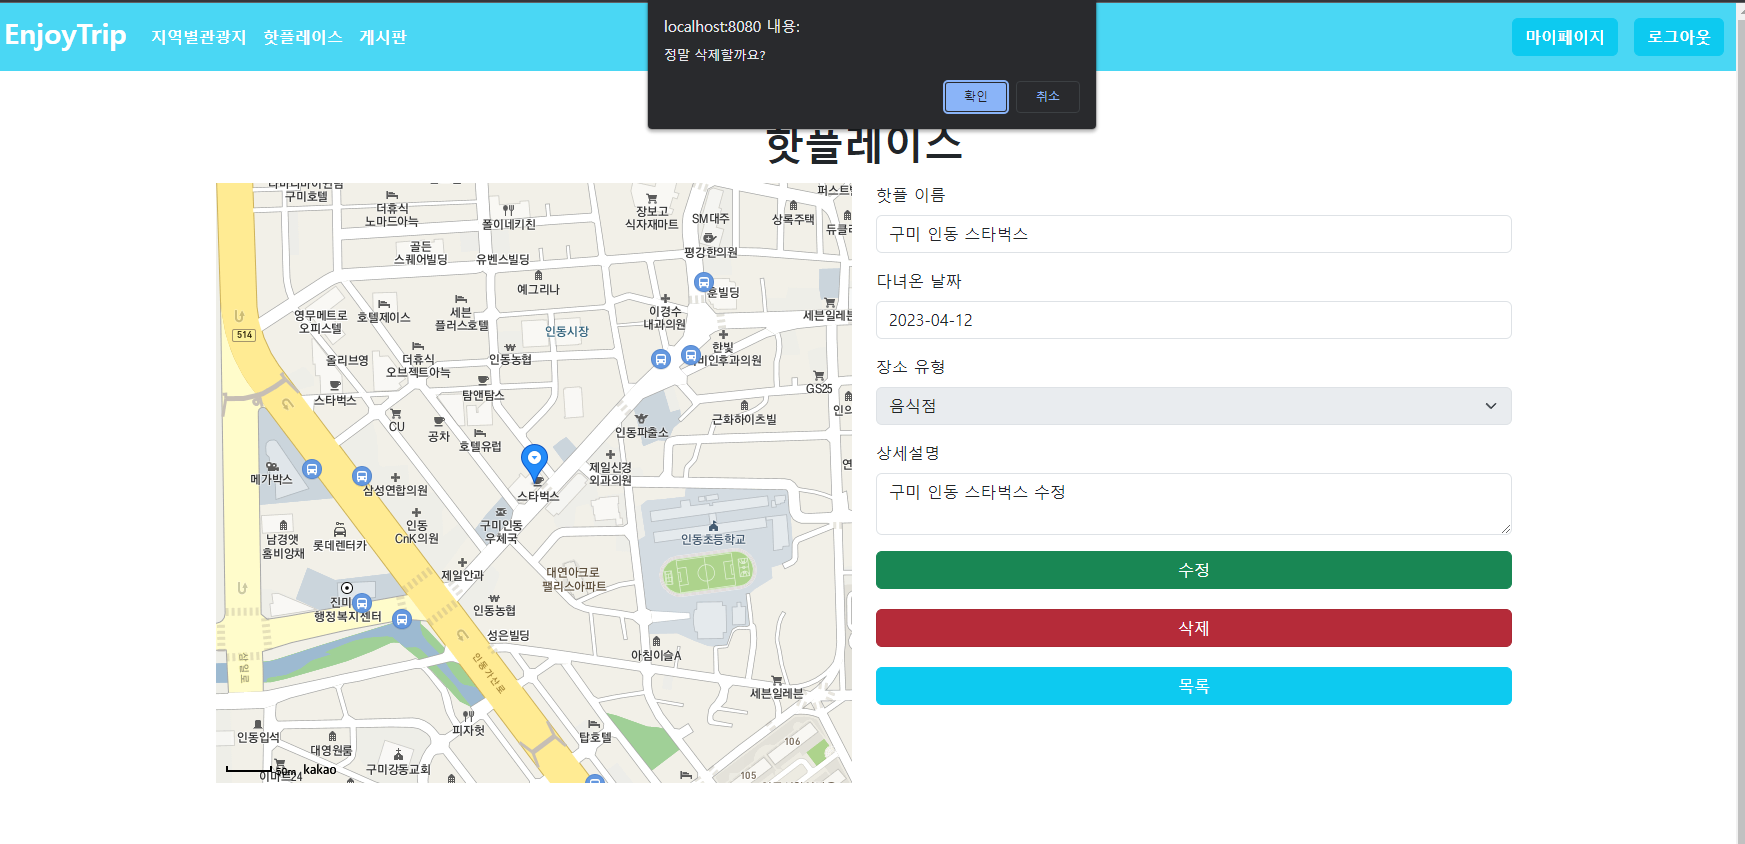 EnjoyTrip 지역별관광지 핫플레이스 게시판
마이페이지 로그아웃
localhost:8080 내용:
정말 삭제할까요?
확인 취소
핫플레이스
구미호텔
더휴식
노마드아늑
폴이네키친
장보고
식자재마트
SM대주
상록주택
골든
스퀘어빌딩
유벤스빌딩
평강한의원
예그리나
훈빌딩
영무메트로
오피스텔
호텔제이스
세븐
플러스호텔
인동시장
이경수
내과의원
세븐일레븐
514
올리브영
더휴식
오브젝트아늑
인동농협
한빛
비인후과의원
스타벅스
탐앤탐스
GS25
CU
공차
호텔유럽
인동파출소
근화하이츠빌
메가박스
삼성연합의원
스타벅스
제일신경
외과의원
남경앳
홈비앙채
롯데렌터카
인동
CnK의원
구미인동
우체국
인동초등학교
제일안과
대연아크로
팰리스아파트
진미
행정복지센터
인동농협
성은빌딩
아침이슬A
삼일로
인동가산로
세븐일레븐
피자헛
탑호텔
인동입석
대영원룸
구미강동교회
106
105
이마트24
50m
kakao
핫플 이름
구미 인동 스타벅스
다녀온 날짜
2023-04-12
장소 유형
음식점
상세설명
구미 인동 스타벅스 수정
수정
삭제
목록